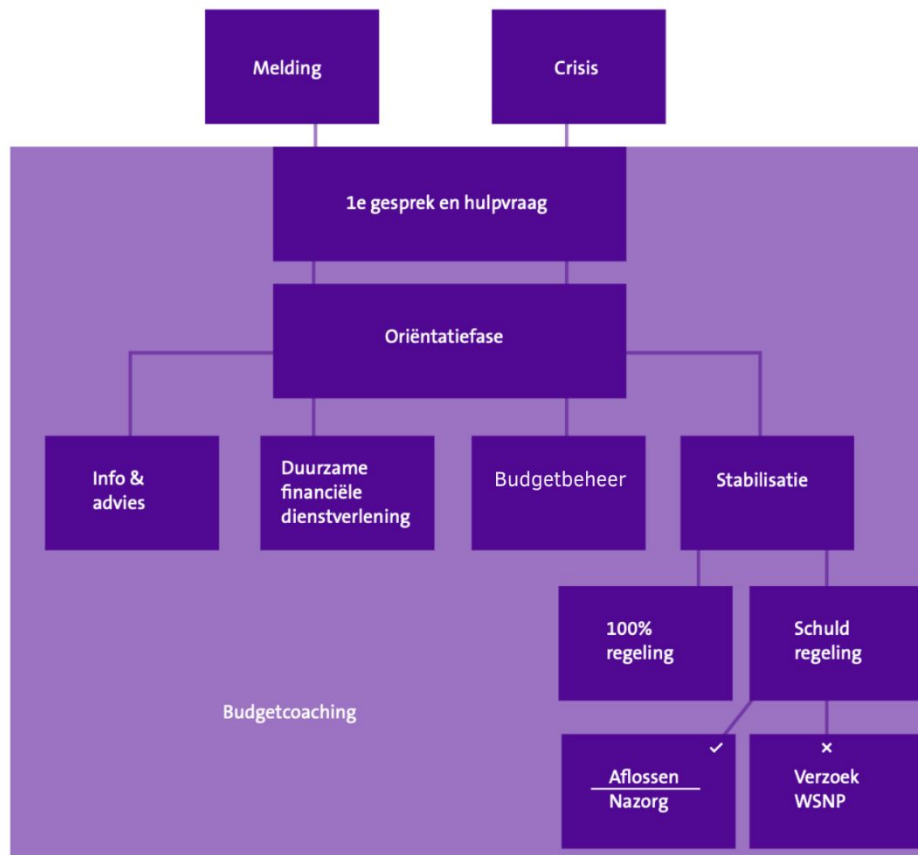 Melding
Crisis
1e gesprek en hulpvraag
Oriëntatiefase
Info &
advies
Duurzame
financiële
dienstverlening
Budgetbeheer
Stabilisatie
100%
regeling
Schuld
regeling
Budgetcoaching
Aflossen
Nazorg
Verzoek
WSNP